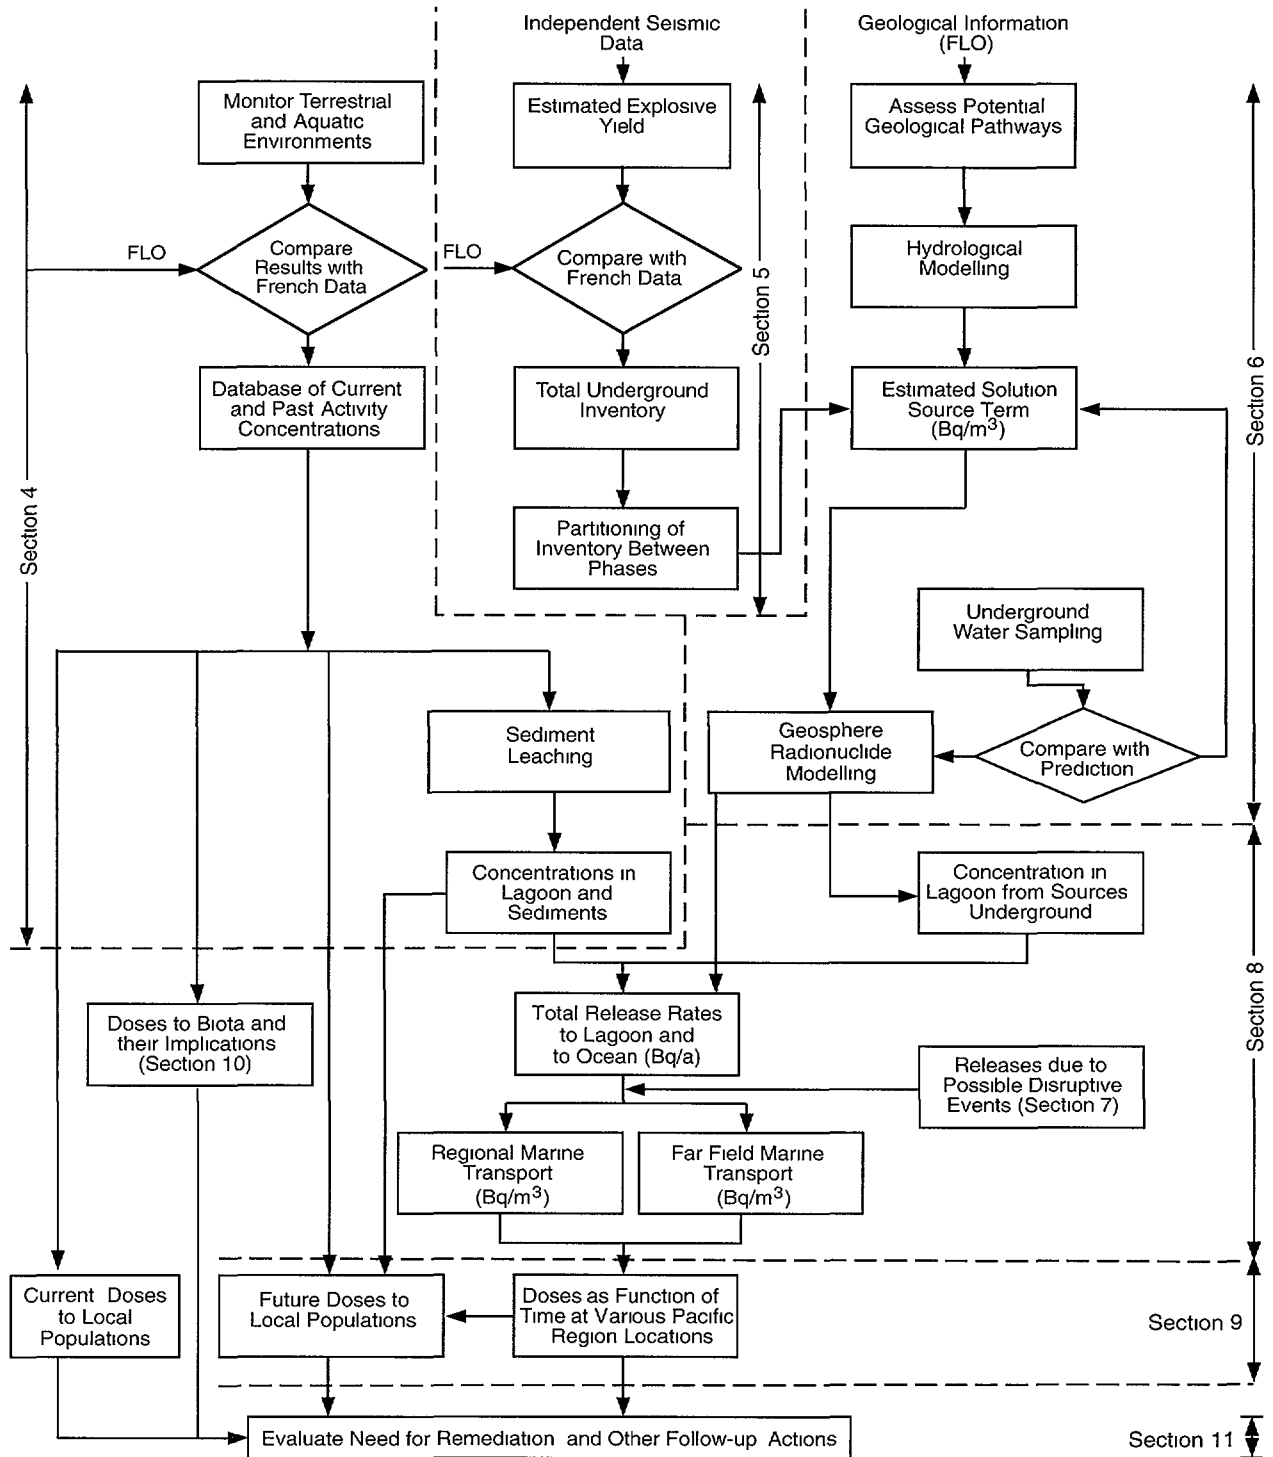 Independent Seismic
Data
Geological Information
(FLO)
Monitor Terrestrial
and Aquatic
Environments
Estimated Explosive
Yield
Assess Potential
Geological Pathways
FLO
Compare
Results with
French Data
FLO
Compare with
French Data
Hydrological
Modelling
Section 5
Section 6
Section 4
Database of Current
and Past Activity
Concentrations
Total Underground
Inventory
Estimated Solution
Source Term
(Bq/m³)
Partitioning of
Inventory Between
Phases
Underground
Water Sampling
Sediment
Leaching
Geosphere
Radionuclide
Modelling
Compare with
Prediction
Concentrations in
Lagoon and
Sediments
Concentration in
Lagoon from Sources
Underground
Section 8
Doses to Biota and
their Implications
(Section 10)
Total Release Rates
to Lagoon and
to Ocean (Bq/a)
Releases due to
Possible Disruptive
Events (Section 7)
Regional Marine
Transport
(Bq/m³)
Far Field Marine
Transport
(Bq/m³)
Current Doses
to Local
Populations
Future Doses to
Local Populations
Doses as Function of
Time at Various Pacific
Region Locations
Section 9
Evaluate Need for Remediation and Other Follow-up Actions
Section 11